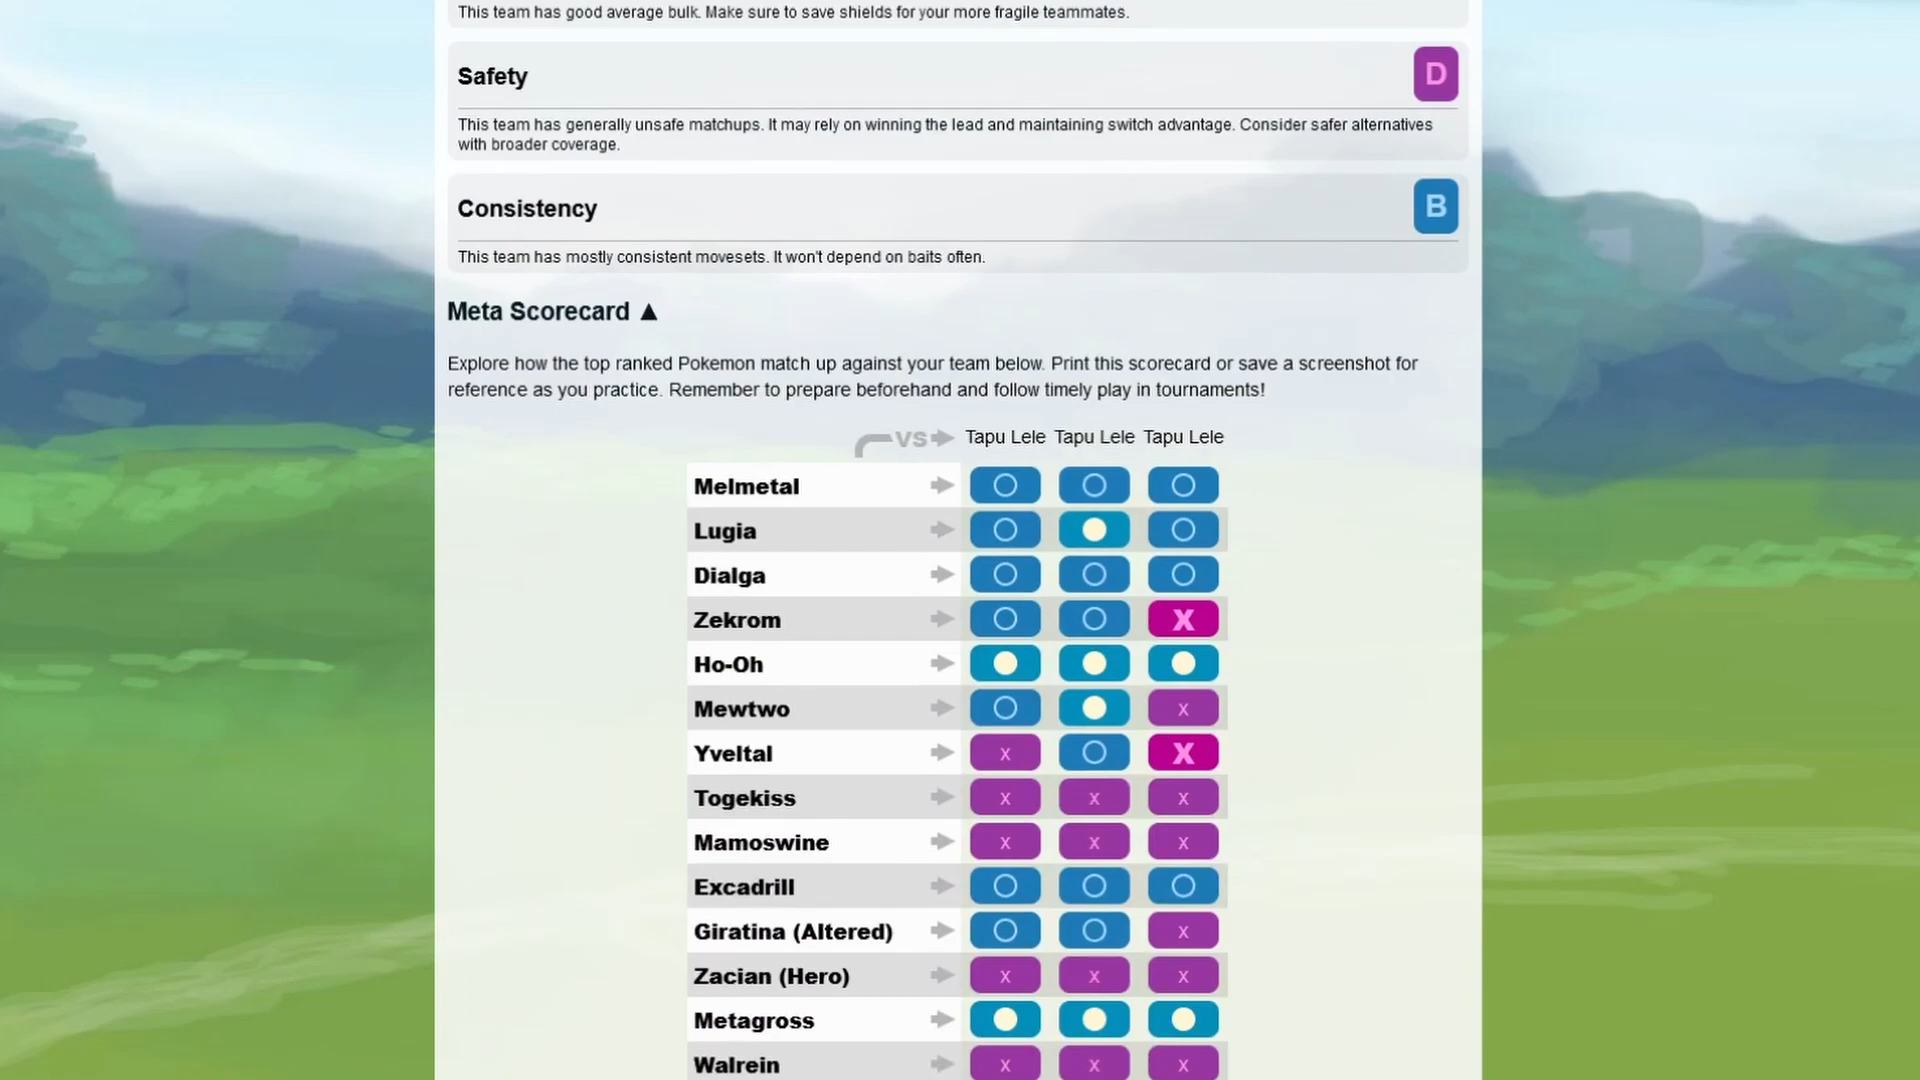 This team has good average bulk. Make sure to save shields for your more fragile teammates.
Safety D
This team has generally unsafe matchups. It may rely on winning the lead and maintaining switch advantage. Consider safer alternatives
with broader coverage.
Consistency B
This team has mostly consistent movesets. It won't depend on baits often.
Meta Scorecard ▲
Explore how the top ranked Pokemon match up against your team below. Print this scorecard or save a screenshot for
reference as you practice. Remember to prepare beforehand and follow timely play in tournaments!
VS Tapu Lele Tapu Lele Tapu Lele
Melmetal
Lugia
Dialga
Zekrom X
Ho-Oh
Mewtwo x
Yveltal x X
Togekiss x x x
Mamoswine x x x
Excadrill
Giratina (Altered) x
Zacian (Hero) x x x
Metagross
Walrein x x x